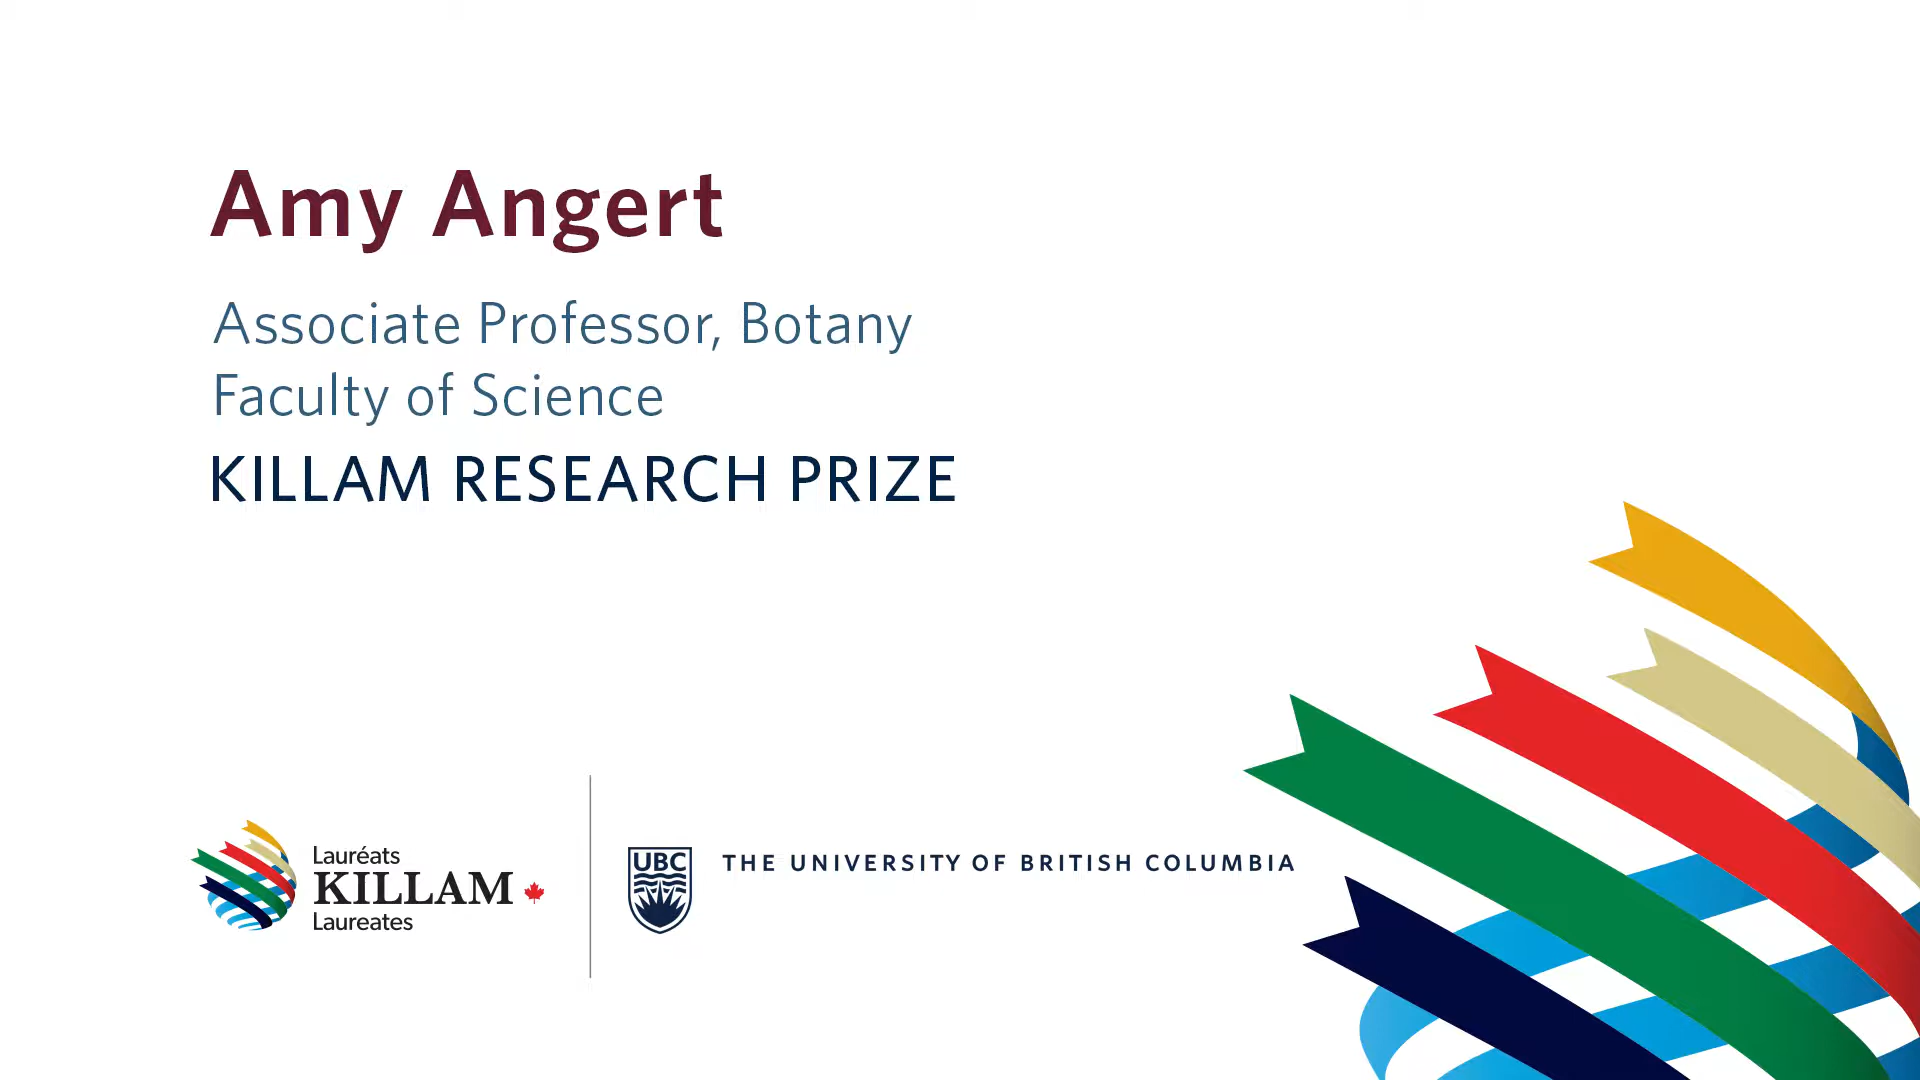 Amy Angert
Associate Professor, Botany
Faculty of Science
KILLAM RESEARCH PRIZE
Lauréats
KILLAM
Laureates
UBC
THE UNIVERSITY OF BRITISH COLUMBIA